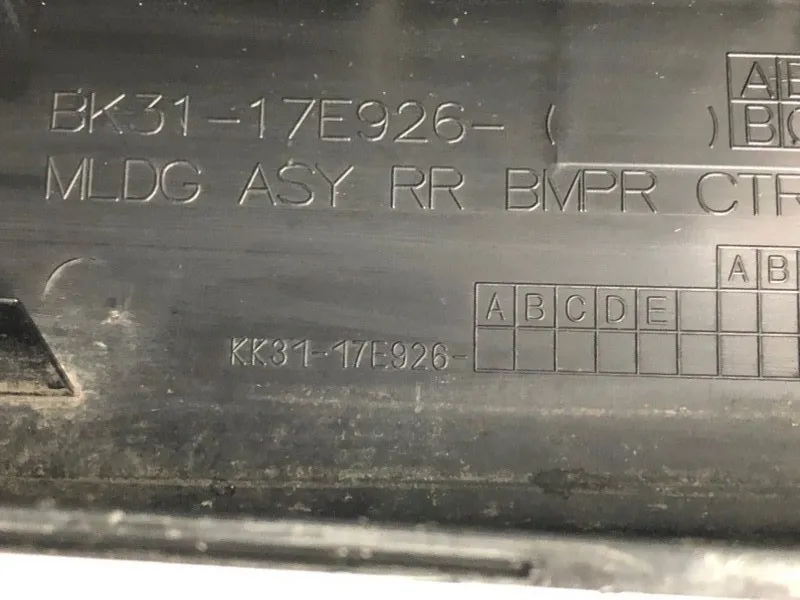 BK31-17E926- ( ) A B
B C
MLDG ASY RR BMPR CTR
A B
A B C D E
KK31-17E926-